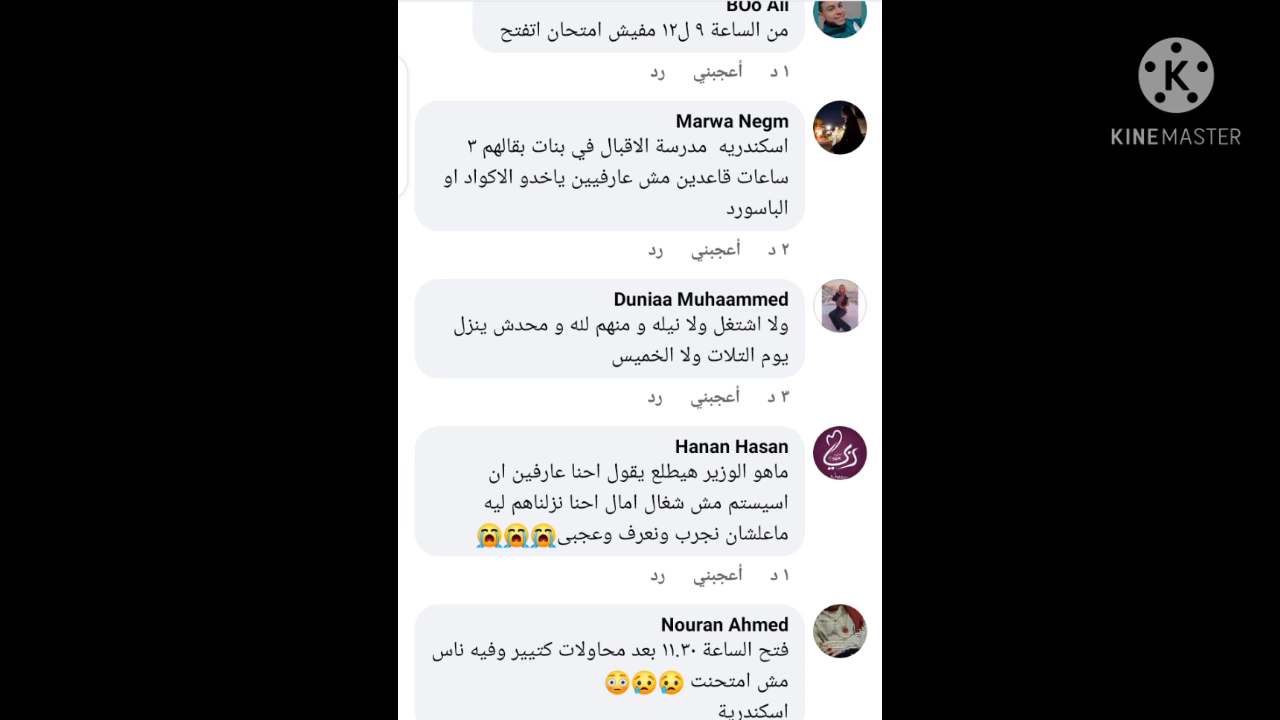 BOo Ali
من الساعة ٩ ل١٢ مفيش امتحان اتفتح
١ د أعجبني رد
Marwa Negm
اسكندريه مدرسة الاقبال في بنات بقالهم ٣
ساعات قاعدين مش عارفيين ياخدو الاكواد او
الباسورد
٢ د أعجبني رد
Duniaa Muhaammed
ولا اشتغل ولا نيله و منهم لله و محدش ينزل
يوم التلات ولا الخميس
٣ د أعجبني رد
Hanan Hasan
ماهو الوزير هيطلع يقول احنا عارفين ان
اسيستم مش شغال امال احنا نزلناهم ليه
ماعلشان نجرب ونعرف وعجبى😭😭😭
١ د أعجبني رد
Nouran Ahmed
فتح الساعة ١١.٣٠ بعد محاولات كتيير وفيه ناس
مش امتحنت 😢😢😳
اسكندرية
K
KINEMASTER